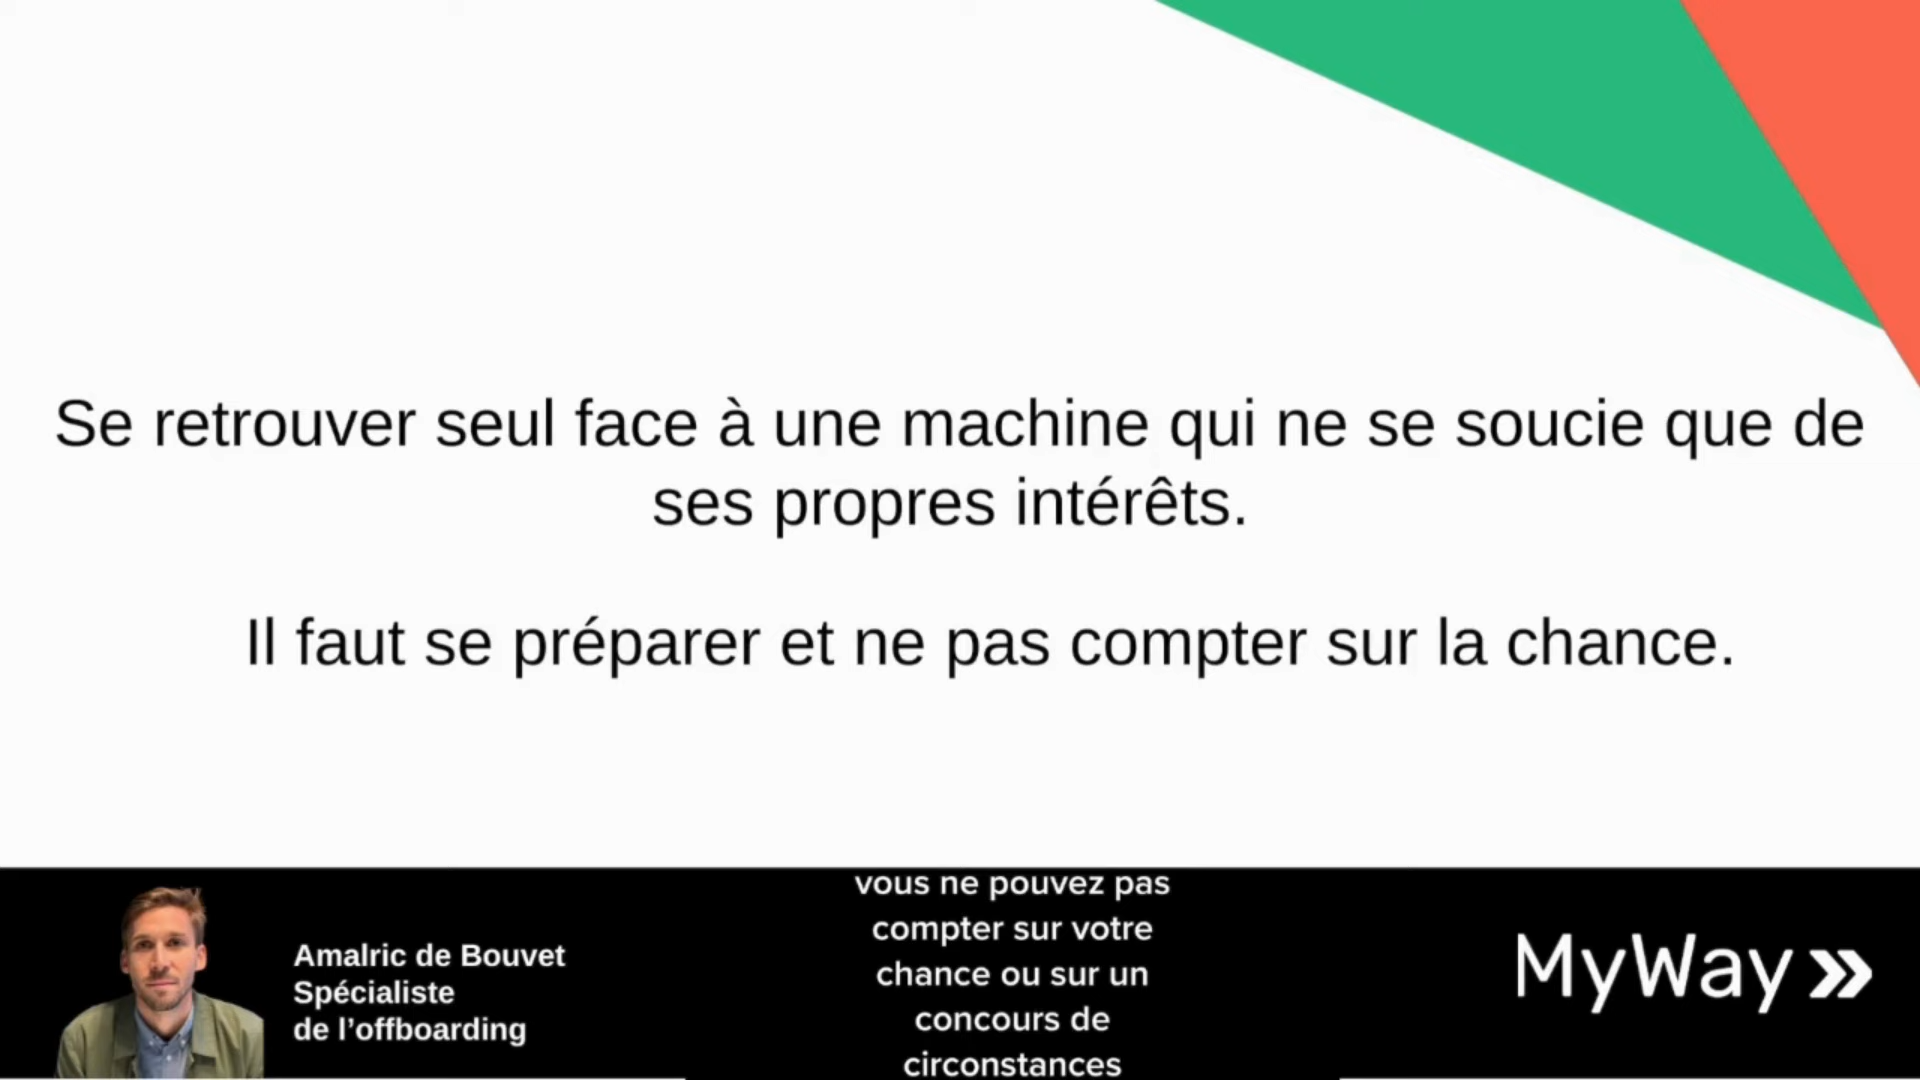 Se retrouver seul face à une machine qui ne se soucie que de
ses propres intérêts.
Il faut se préparer et ne pas compter sur la chance.
Amalric de Bouvet
Spécialiste
de l’offboarding
vous ne pouvez pas
compter sur votre
chance ou sur un
concours de
circonstances
MyWay